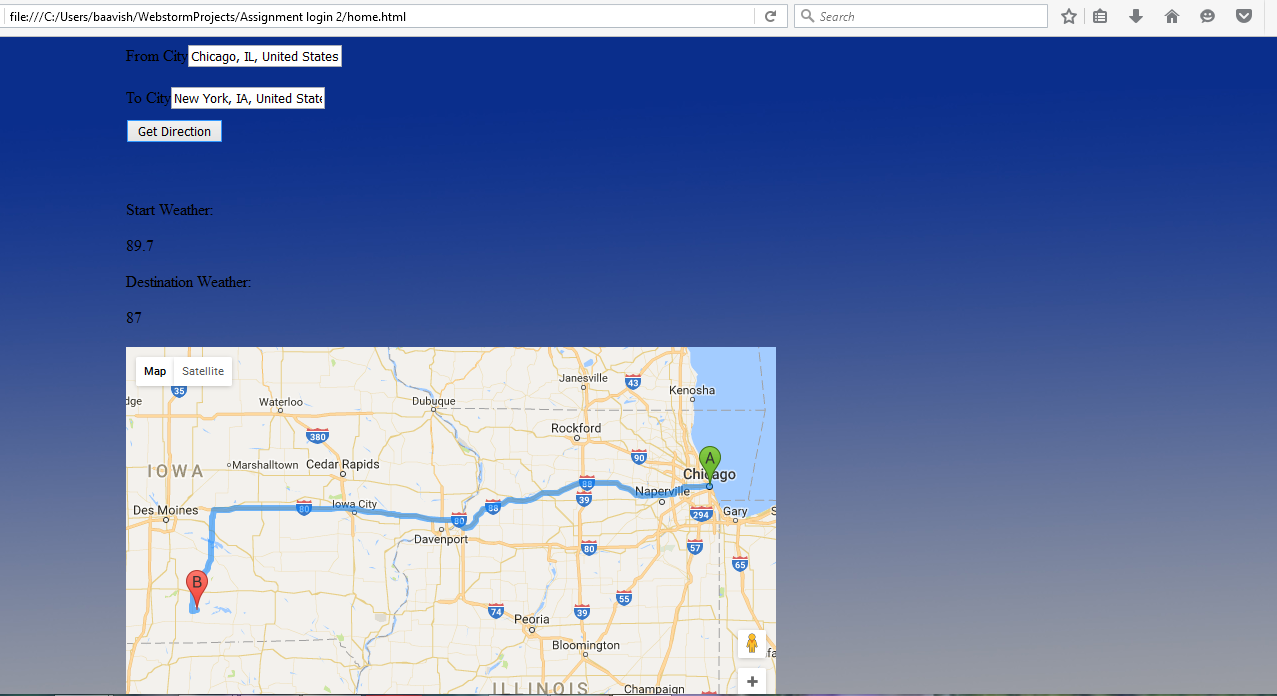 file:///C:/Users/baavish/WebstormProjects/Assignment login 2/home.html
Search
From City Chicago, IL, United States
To City New York, IA, United State
Get Direction
Start Weather:
89.7
Destination Weather:
87
Map Satellite
35
Janesville
43
Kenosha
dge
Waterloo
Dubuque
Rockford
380
90
A
IOWA
Marshalltown
Cedar Rapids
Chicago
88
Naperville
39
Iowa City
80
88
Des Moines
294
Gary
S
80
Davenport
80
57
65
B
74
39
55
Peoria
Bloomington
fa
ILLINOIS
Champaign
+